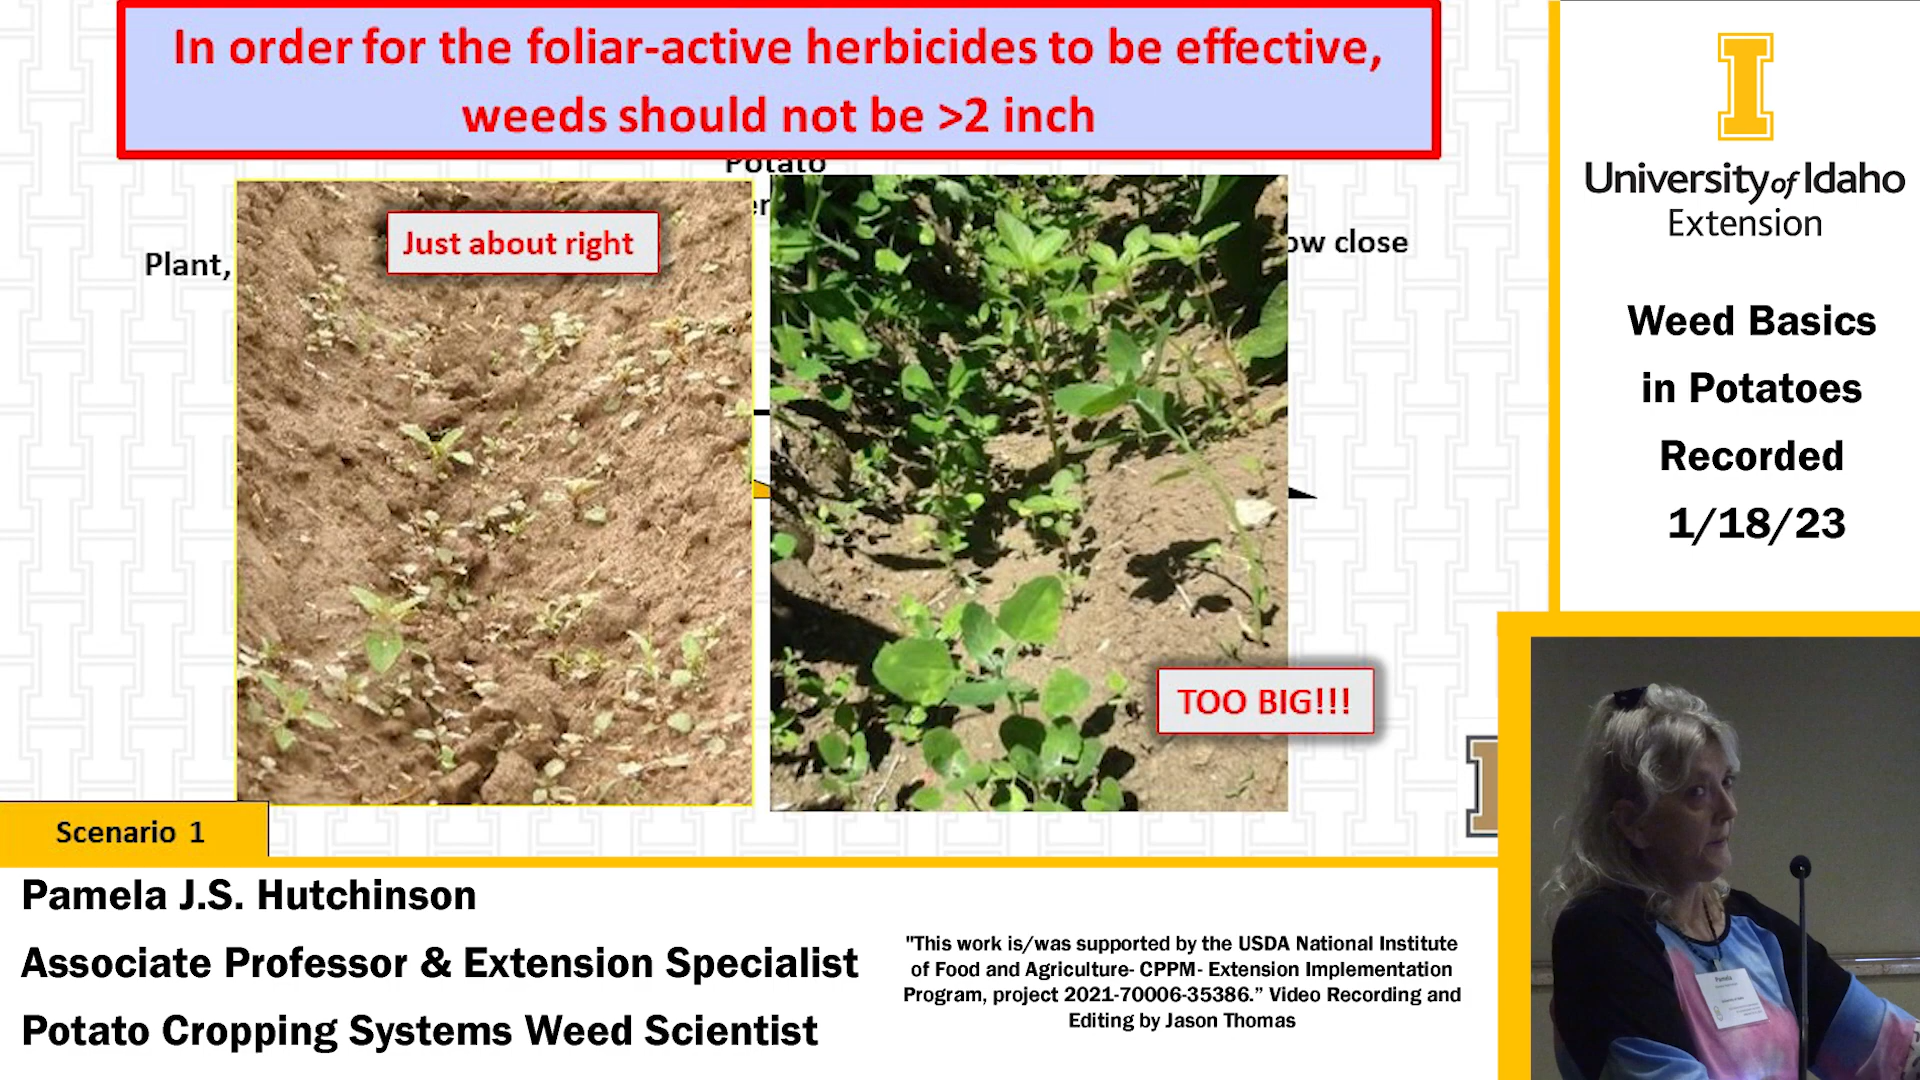 In order for the foliar-active herbicides to be effective,
weeds should not be >2 inch
Potato
Just about right
Plant,
ow close
TOO BIG!!!
Scenario 1
University of Idaho
Extension
Weed Basics
in Potatoes
Recorded
1/18/23
Pamela J.S. Hutchinson
Associate Professor & Extension Specialist
Potato Cropping Systems Weed Scientist
"This work is/was supported by the USDA National Institute
of Food and Agriculture- CPPM- Extension Implementation
Program, project 2021-70006-35386.” Video Recording and
Editing by Jason Thomas
Pamela